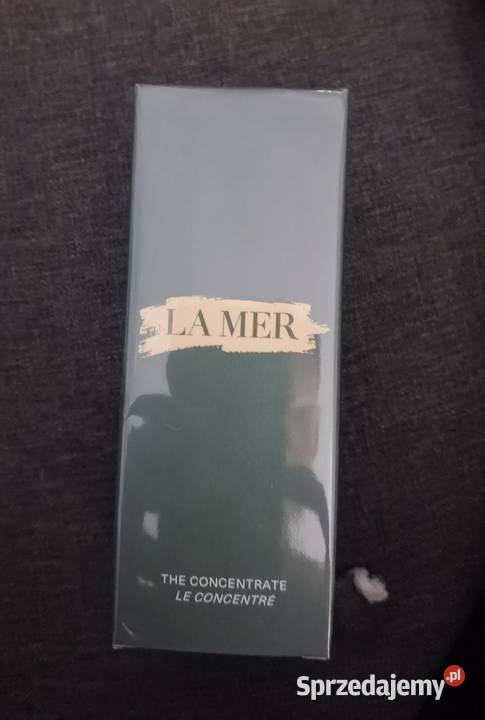 LA MER
THE CONCENTRATE
LE CONCENTRÉ
Sprzedajemy.pl